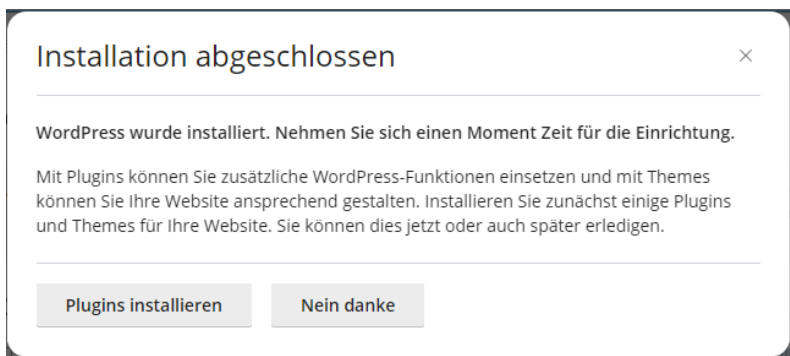 Installation abgeschlossen
WordPress wurde installiert. Nehmen Sie sich einen Moment Zeit für die Einrichtung.
Mit Plugins können Sie zusätzliche WordPress-Funktionen einsetzen und mit Themes
können Sie Ihre Website ansprechend gestalten. Installieren Sie zunächst einige Plugins
und Themes für Ihre Website. Sie können dies jetzt oder auch später erledigen.
Plugins installieren Nein danke